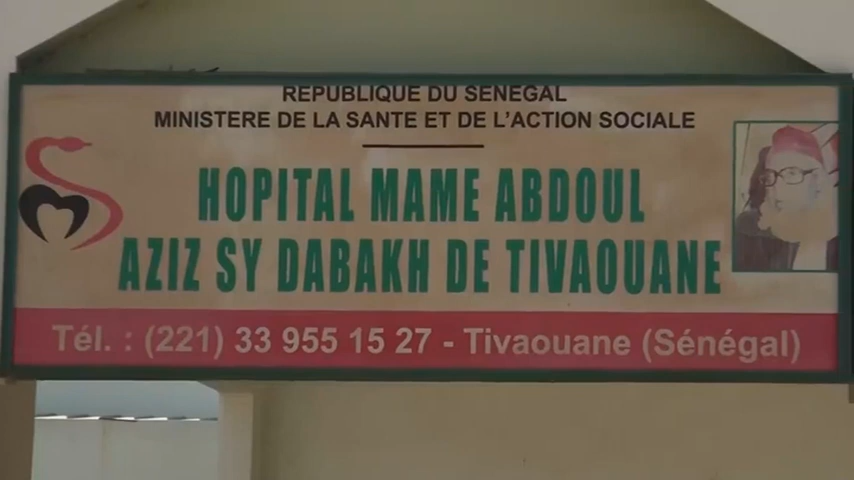 REPUBLIQUE DU SENEGAL
MINISTERE DE LA SANTE ET DE L'ACTION SOCIALE
HOPITAL MAME ABDOUL
AZIZ SY DABAKH DE TIVAOUANE
Tél. : (221) 33 955 15 27 - Tivaouane (Sénégal)